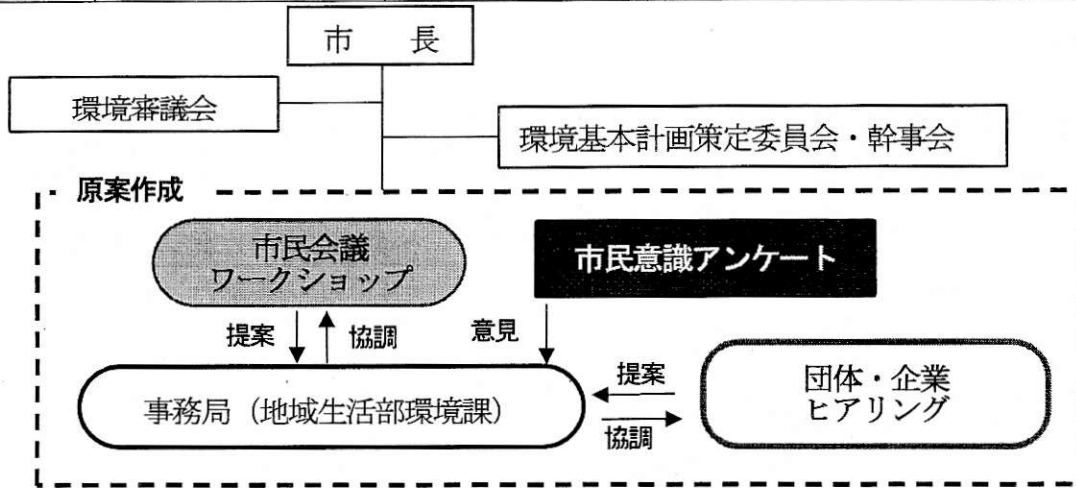 市　　長
環境審議会
環境基本計画策定委員会・幹事会
原案作成
市民会議
ワークショップ
市民意識アンケート
提案
協調
意見
事務局（地域生活部環境課）
提案
協調
団体・企業
ヒアリング